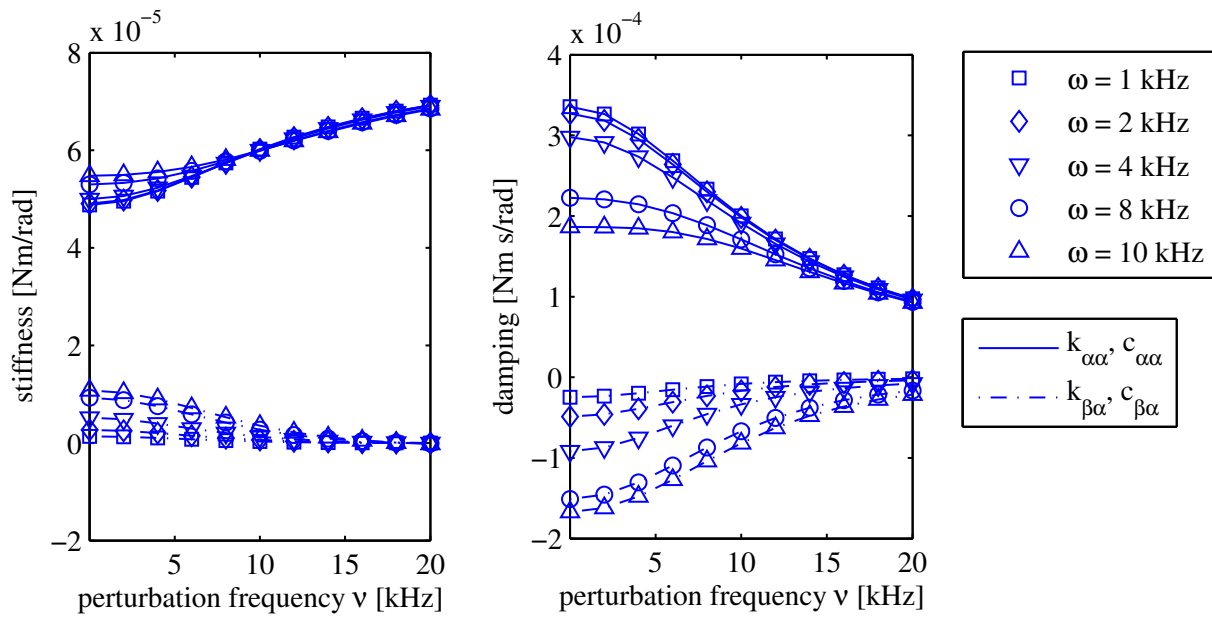 x 10⁻⁵
8
6
4
2
0
−2
5
10
15
20
stiffness [Nm/rad]
perturbation frequency ν [kHz]
x 10⁻⁴
4
3
2
1
0
−1
−2
5
10
15
20
damping [Nm s/rad]
perturbation frequency ν [kHz]
ω = 1 kHz
ω = 2 kHz
ω = 4 kHz
ω = 8 kHz
ω = 10 kHz
k_αα, c_αα
k_βα, c_βα